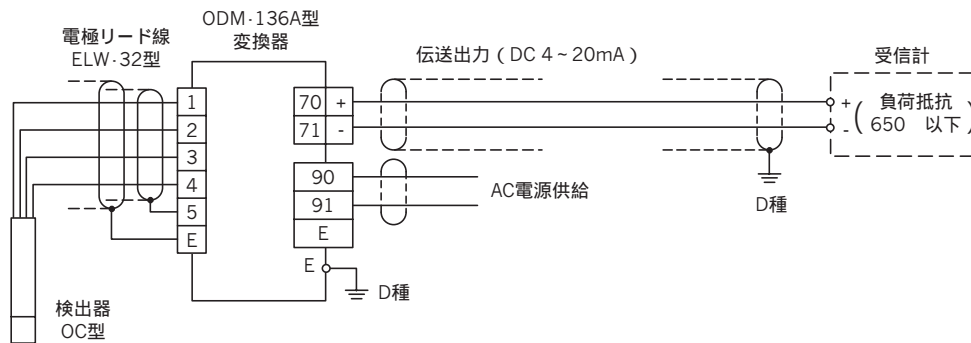 ODM-136A型
変換器
電極リード線
ELW-32型
伝送出力（DC 4～20mA）
受信計
1
2
3
4
5
E
70 +
71 -
90
91
E
E
D種
AC電源供給
D種
+
-
( 負荷抵抗
650 以下 )
検出器
OC型